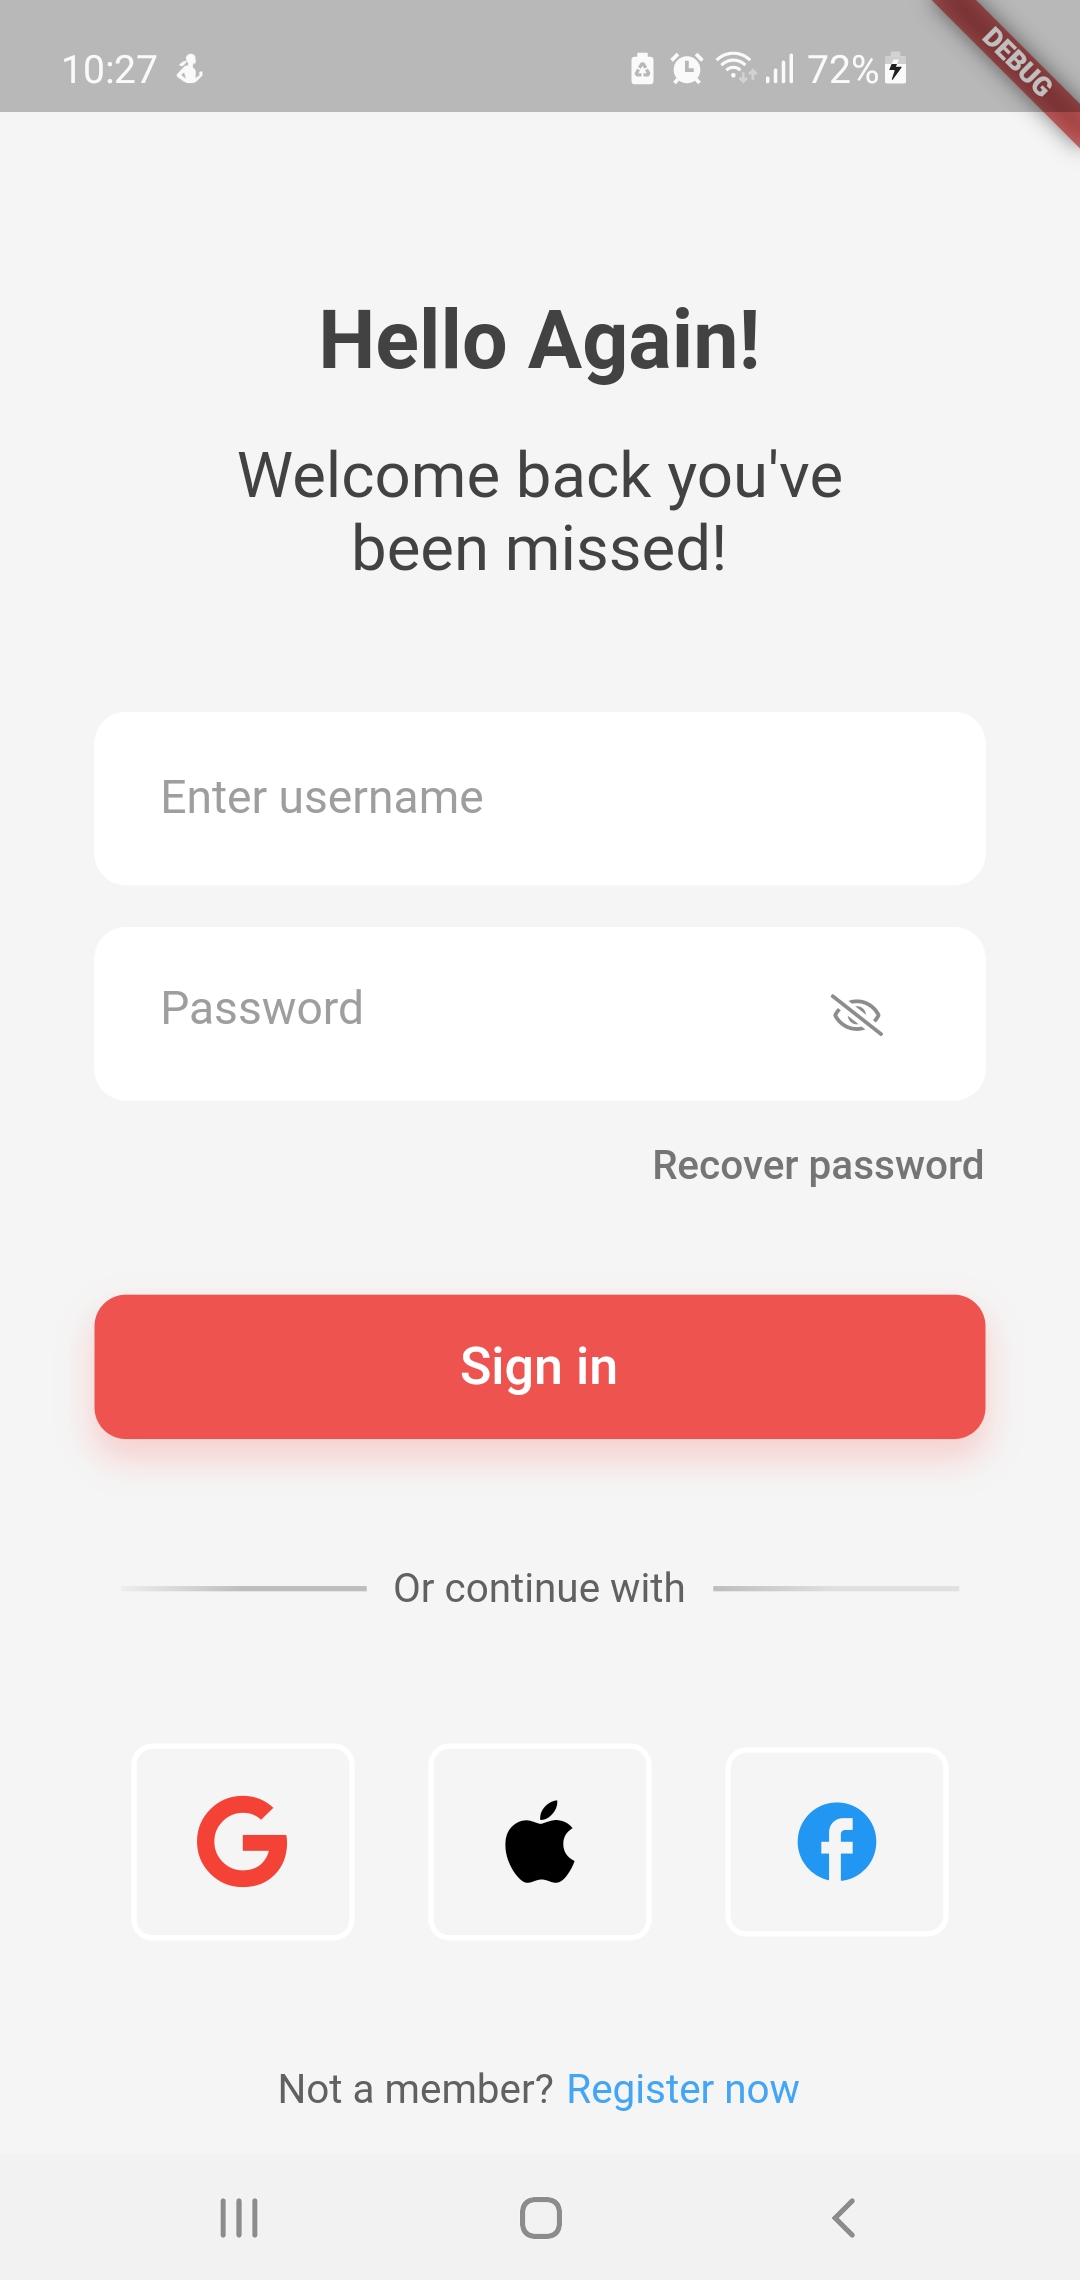 10:27
72%
DEBUG
Hello Again!
Welcome back you've
been missed!
Enter username
Password
Recover password
Sign in
Or continue with
Not a member? Register now